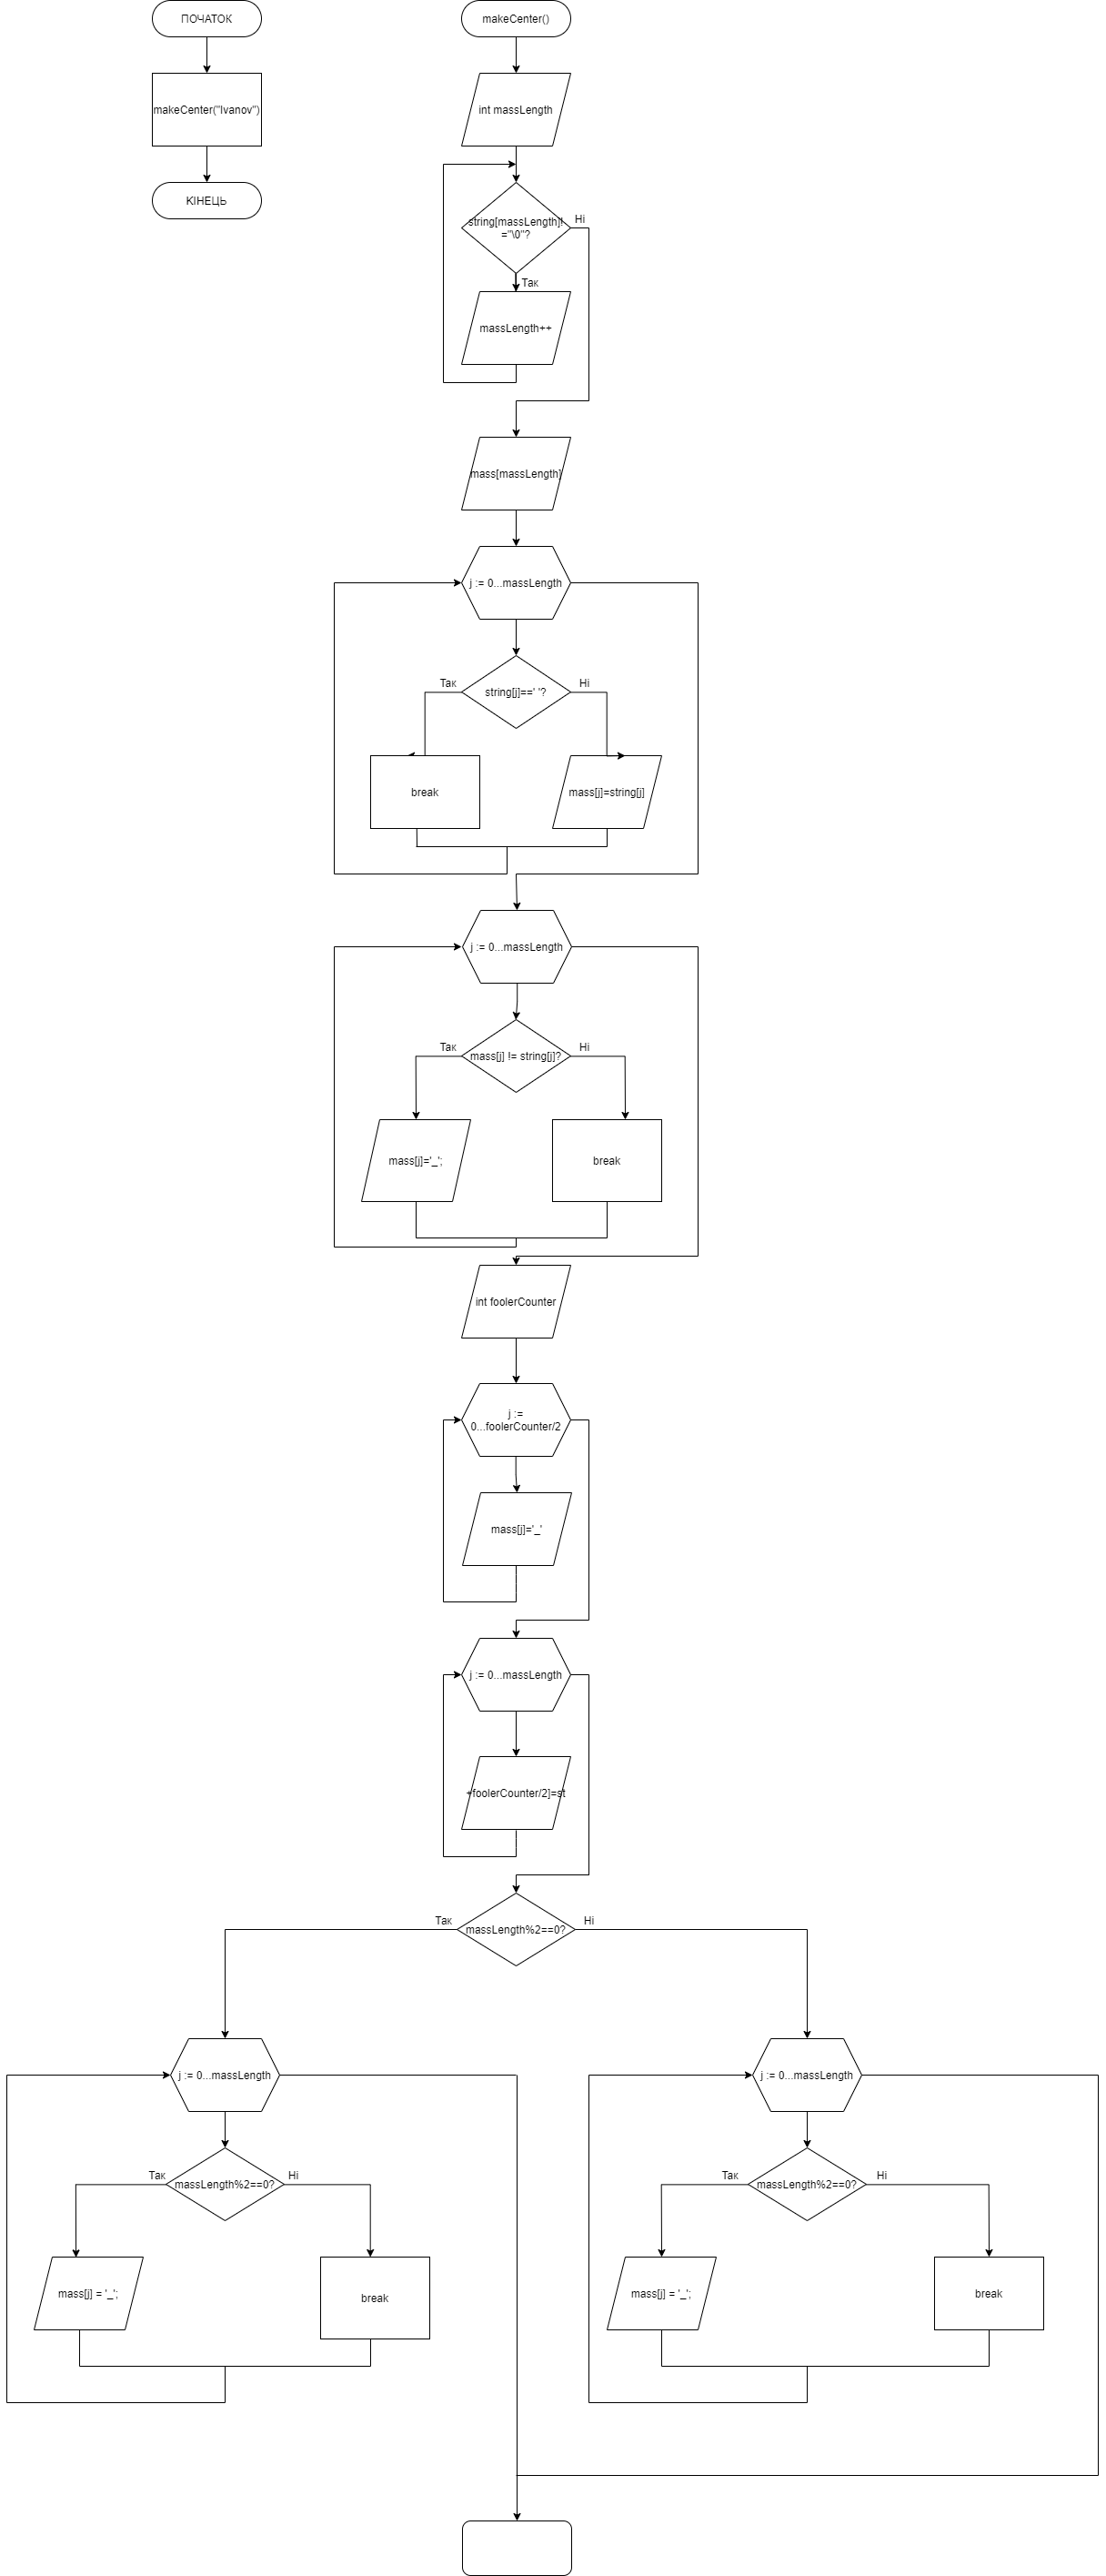 ПОЧАТОК
makeCenter("Ivanov")
КІНЕЦЬ
makeCenter()
int massLength
string[massLength]!
="\0"?
Ні
Так
massLength++
mass[massLength]
j := 0...massLength
string[j]==' '?
Так
Ні
break
mass[j]=string[j]
j := 0...massLength
mass[j] != string[j]?
Так
Ні
mass[j]='_';
break
int foolerCounter
j :=
0...foolerCounter/2
mass[j]='_'
j := 0...massLength
+foolerCounter/2]=st
massLength%2==0?
Так
Ні
j := 0...massLength
massLength%2==0?
Так
Ні
mass[j] = '_';
break
j := 0...massLength
massLength%2==0?
Так
Ні
mass[j] = '_';
break